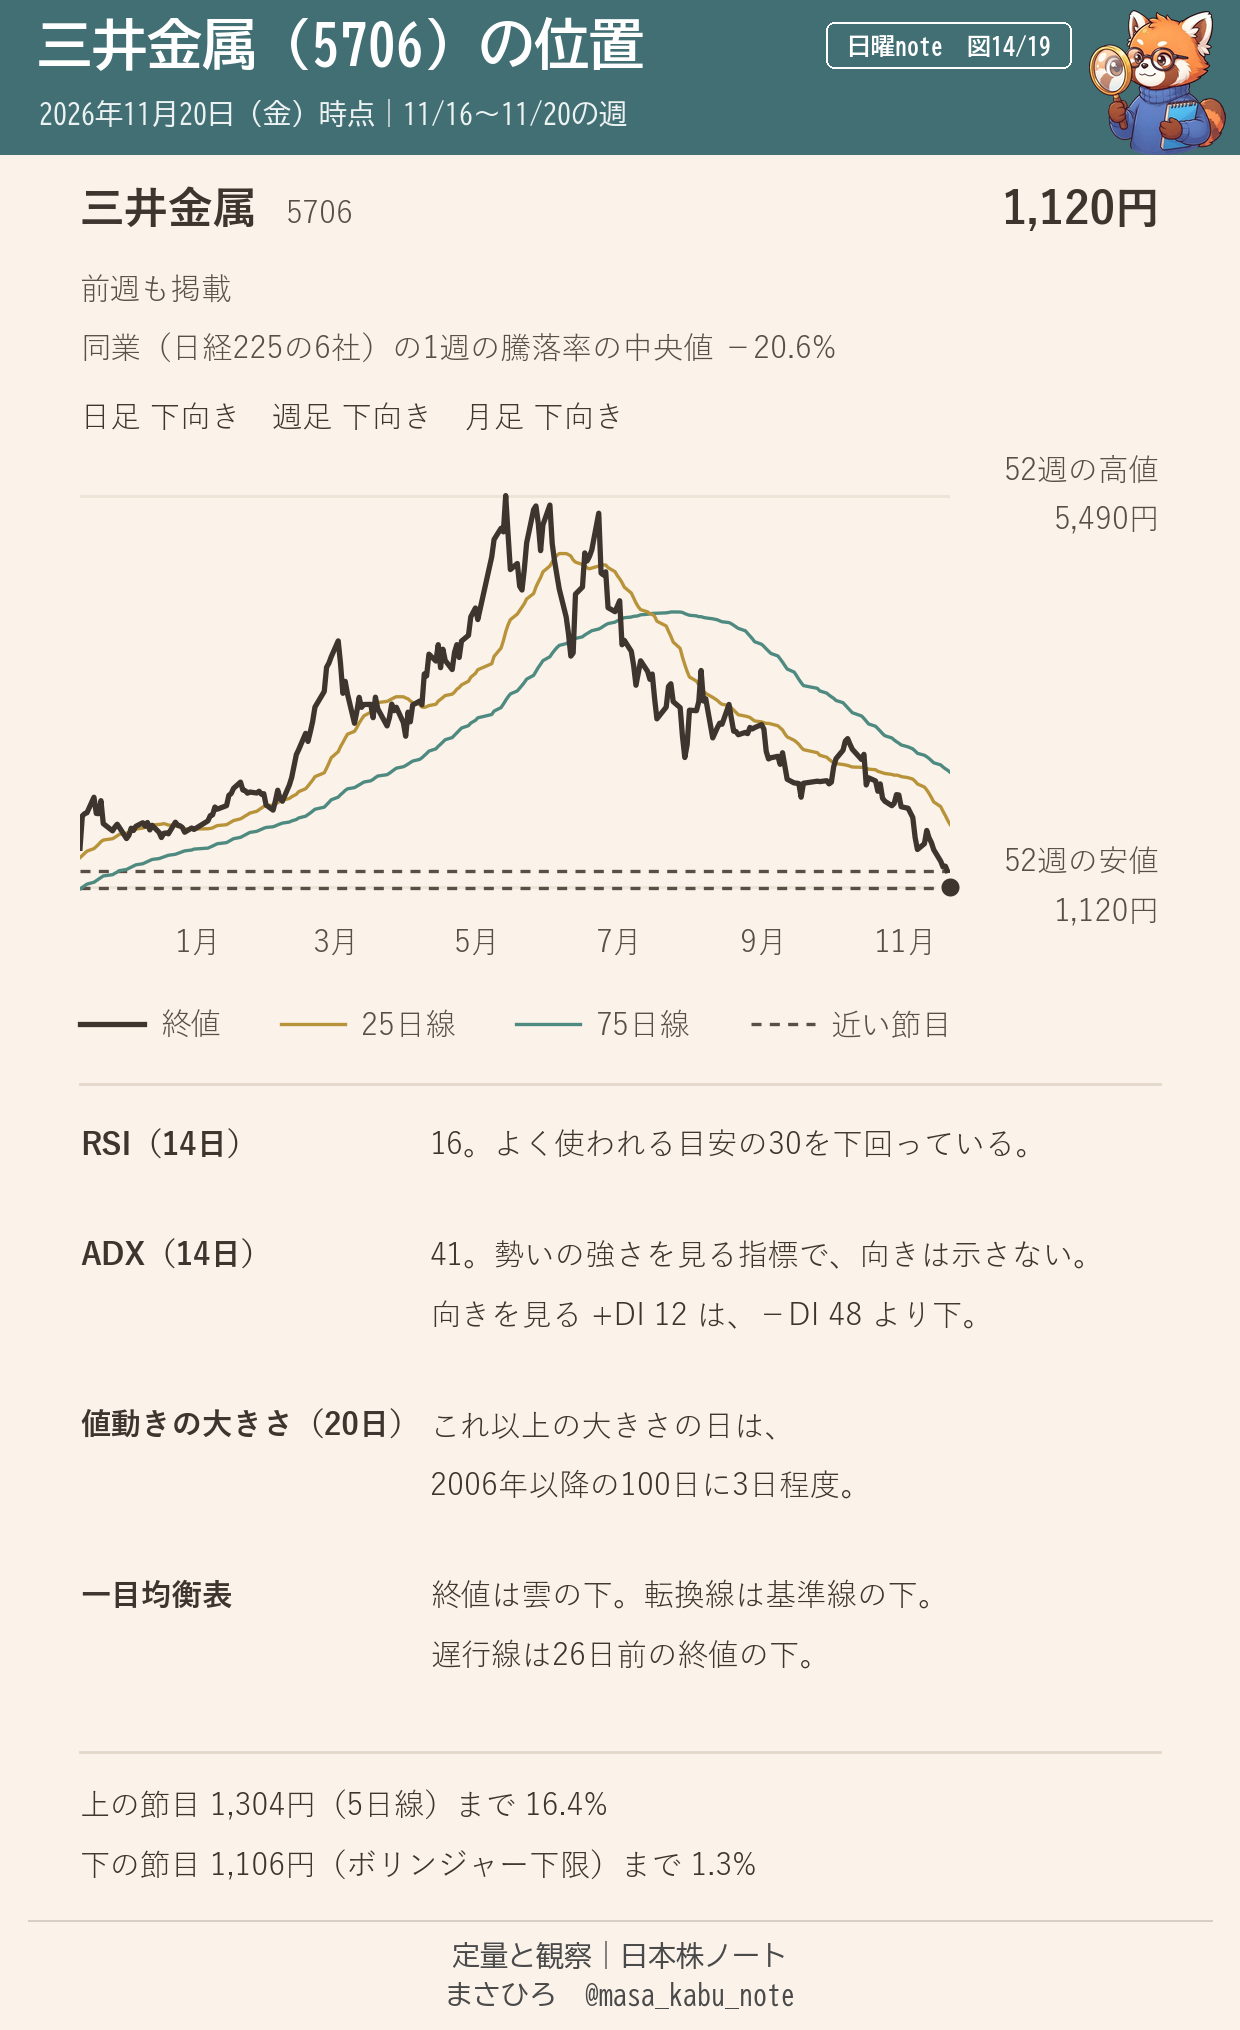 三井金属（5706）の位置
日曜note　図14/19
2026年11月20日（金）時点｜11/16〜11/20の週
三井金属　5706　1,120円
前週も掲載
同業（日経225の6社）の1週の騰落率の中央値 −20.6%
日足 下向き　週足 下向き　月足 下向き
52週の高値
5,490円
52週の安値
1,120円
1月　3月　5月　7月　9月　11月
終値　25日線　75日線　近い節目
RSI（14日）　16。よく使われる目安の30を下回っている。
ADX（14日）　41。勢いの強さを見る指標で、向きは示さない。
向きを見る +DI 12 は、−DI 48 より下。
値動きの大きさ（20日）　これ以上の大きさの日は、
2006年以降の100日に3日程度。
一目均衡表　終値は雲の下。転換線は基準線の下。
遅行線は26日前の終値の下。
上の節目 1,304円（5日線）まで 16.4%
下の節目 1,106円（ボリンジャー下限）まで 1.3%
定量と観察｜日本株ノート
まさひろ　@masa_kabu_note